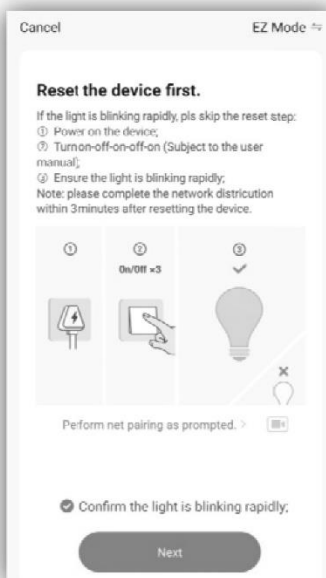 Cancel
EZ Mode
Reset the device first.
If the light is blinking rapidly, pls skip the reset step:
① Power on the device;
② Turn on-off-on-off-on (Subject to the user
manual);
③ Ensure the light is blinking rapidly;
Note: please complete the network districution
within 3minutes after resetting the device.
① ② ③
On/Off ×3
Perform net pairing as prompted. >
Confirm the light is blinking rapidly;
Next